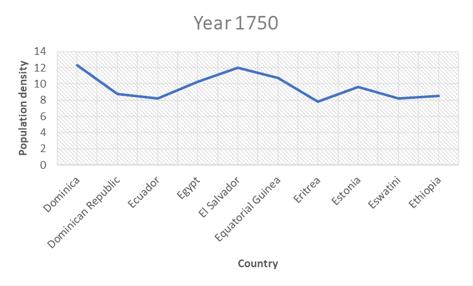 Year 1750
14
12
10
8
6
4
2
0
Population density
Dominica
Dominican Republic
Ecuador
Egypt
El Salvador
Equatorial Guinea
Eritrea
Estonia
Eswatini
Ethiopia
Country